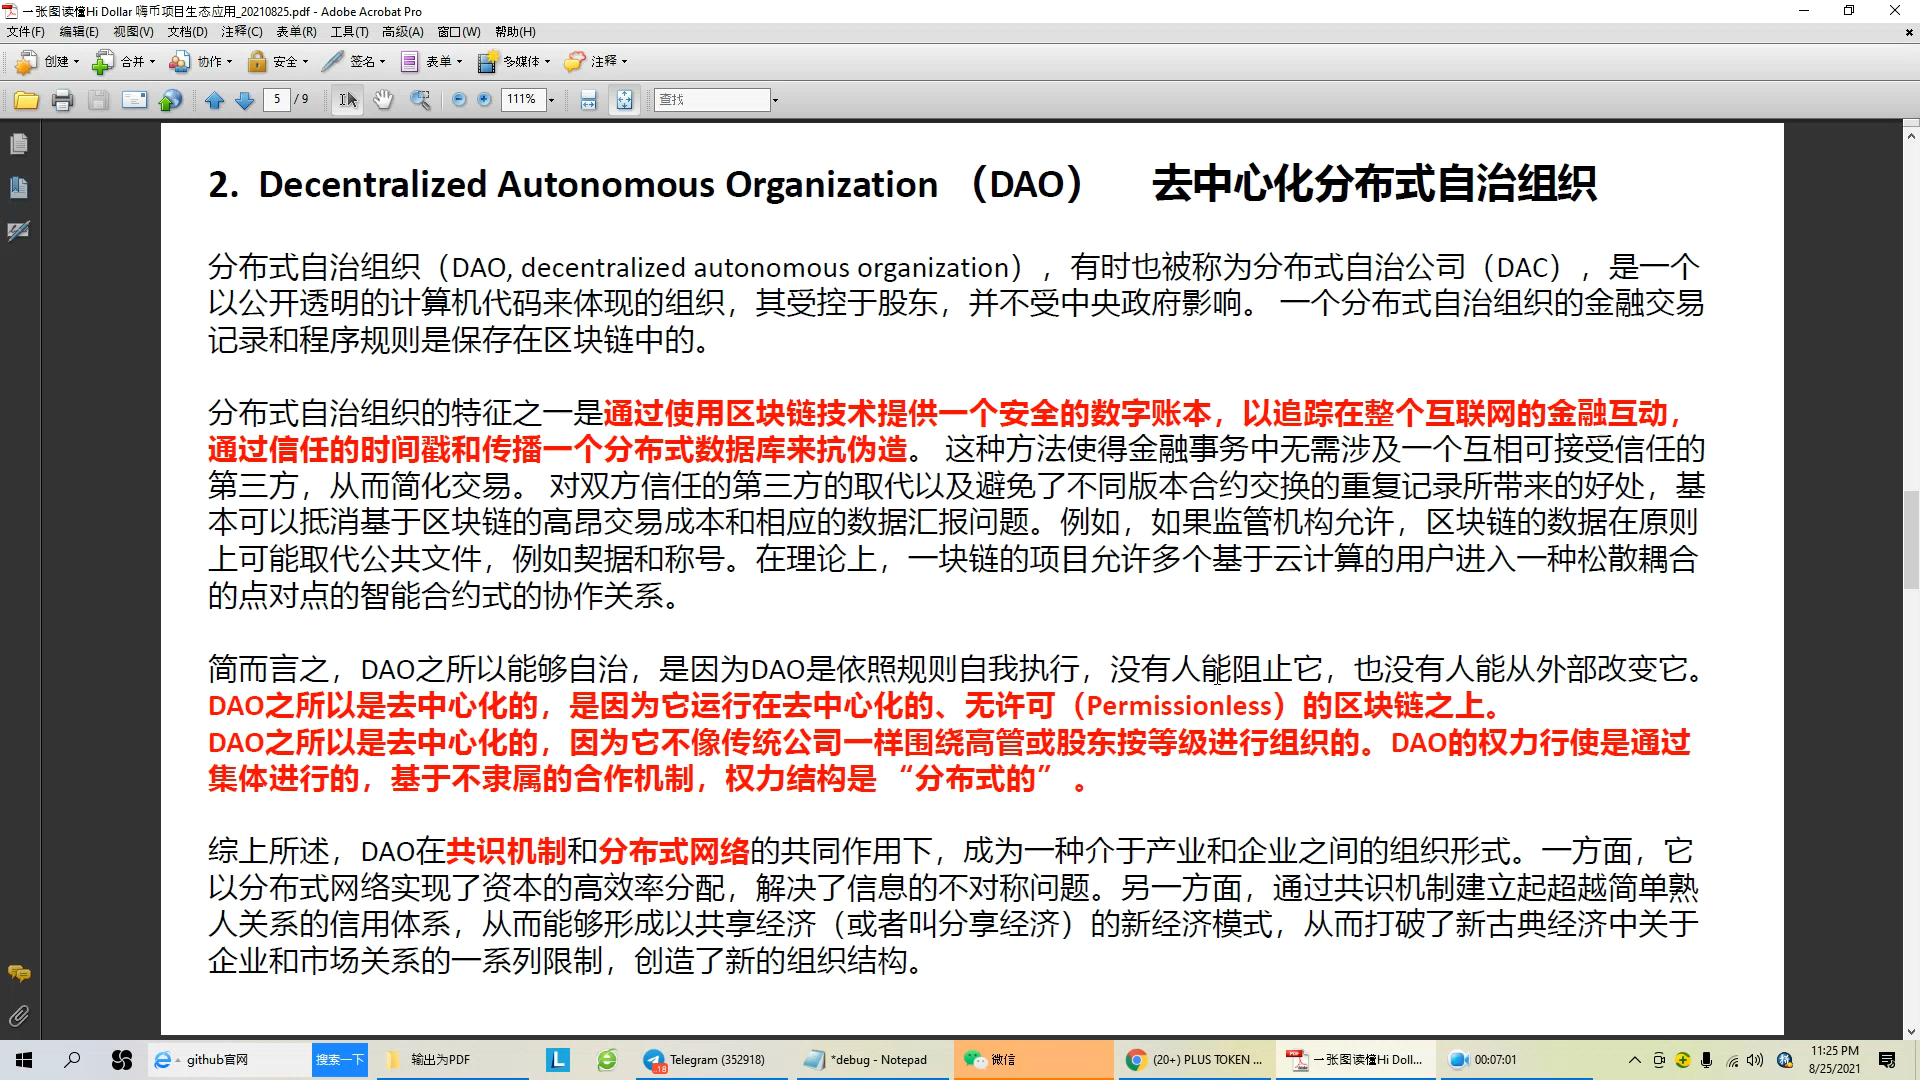 一张图读懂Hi Dollar 嗨币项目生态应用_20210825.pdf - Adobe Acrobat Pro
文件(F) 编辑(E) 视图(V) 文档(D) 注释(C) 表单(R) 工具(T) 高级(A) 窗口(W) 帮助(H)
创建 合并 协作 安全 签名 表单 多媒体 注释
5 / 9 111% 查找
2. Decentralized Autonomous Organization （DAO） 去中心化分布式自治组织
分布式自治组织（DAO, decentralized autonomous organization），有时也被称为分布式自治公司（DAC），是一个
以公开透明的计算机代码来体现的组织，其受控于股东，并不受中央政府影响。 一个分布式自治组织的金融交易
记录和程序规则是保存在区块链中的。
分布式自治组织的特征之一是通过使用区块链技术提供一个安全的数字账本，以追踪在整个互联网的金融互动，
通过信任的时间戳和传播一个分布式数据库来抗伪造。 这种方法使得金融事务中无需涉及一个互相可接受信任的
第三方，从而简化交易。 对双方信任的第三方的取代以及避免了不同版本合约交换的重复记录所带来的好处，基
本可以抵消基于区块链的高昂交易成本和相应的数据汇报问题。例如，如果监管机构允许，区块链的数据在原则
上可能取代公共文件，例如契据和称号。在理论上，一块链的项目允许多个基于云计算的用户进入一种松散耦合
的点对点的智能合约式的协作关系。
简而言之，DAO之所以能够自治，是因为DAO是依照规则自我执行，没有人能阻止它，也没有人能从外部改变它。
DAO之所以是去中心化的，是因为它运行在去中心化的、无许可（Permissionless）的区块链之上。
DAO之所以是去中心化的，因为它不像传统公司一样围绕高管或股东按等级进行组织的。DAO的权力行使是通过
集体进行的，基于不隶属的合作机制，权力结构是 “分布式的” 。
综上所述，DAO在共识机制和分布式网络的共同作用下，成为一种介于产业和企业之间的组织形式。一方面，它
以分布式网络实现了资本的高效率分配，解决了信息的不对称问题。另一方面，通过共识机制建立起超越简单熟
人关系的信用体系，从而能够形成以共享经济（或者叫分享经济）的新经济模式，从而打破了新古典经济中关于
企业和市场关系的一系列限制，创造了新的组织结构。
github官网 搜索一下 输出为PDF L Telegram (352918) *debug - Notepad 微信 (20+) PLUS TOKEN ... 一张图读懂Hi Doll... 00:07:01 11:25 PM
8/25/2021